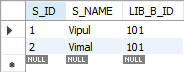 S_ID S_NAME LIB_B_ID
1 Vipul 101
2 Vimal 101
NULL NULL NULL